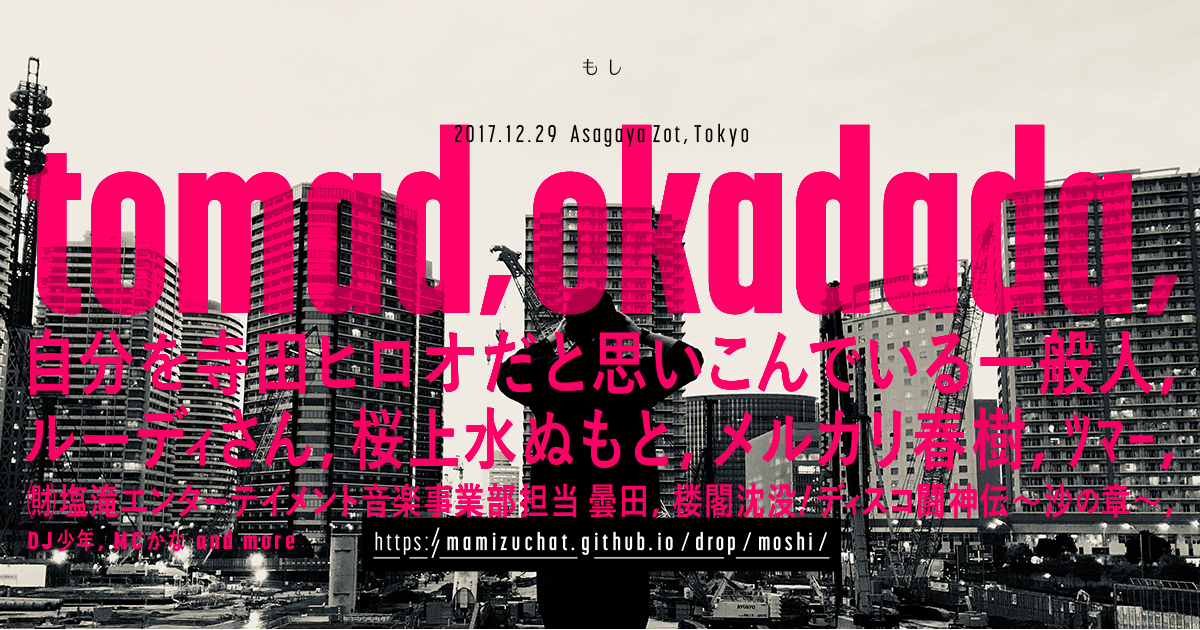 もし
2017.12.29 Asagaya Zot, Tokyo
tomad, okadada,
自分を寺田ヒロオだと思いこんでいる一般人,
ルーディさん, 桜上水ぬもと, メルカリ春樹, ツマー,
㈶塩滝エンターテイメント音楽事業部担当 曇田, 楼閣沈没!ディスコ闘神伝〜沙の章〜,
DJ少年, MCかな and more
https://mamizuchat.github.io/drop/moshi/